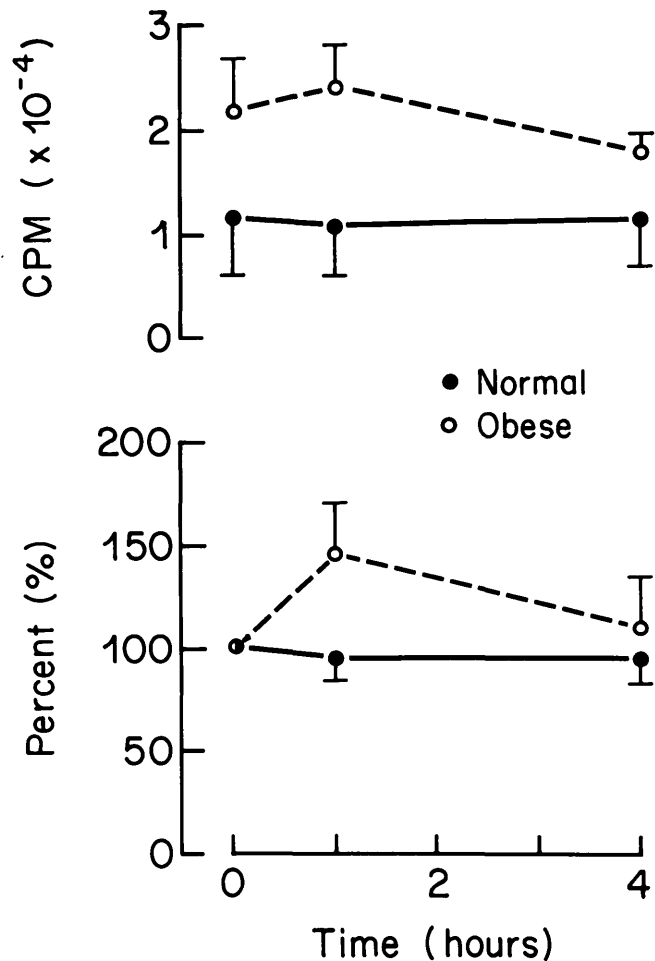 3
2
1
0
CPM ( x 10⁻⁴)
Normal
Obese
200
150
100
50
0
Percent (%)
0 2 4
Time (hours)